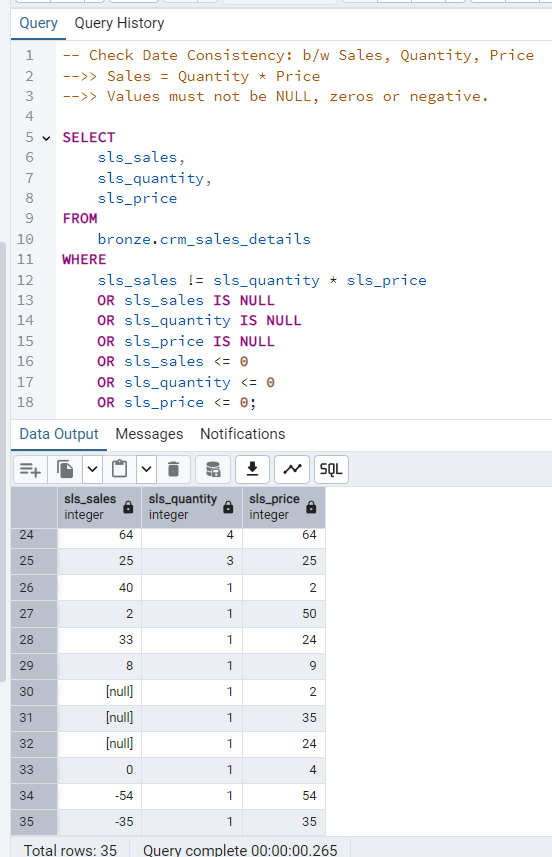 Query Query History
1 -- Check Date Consistency: b/w Sales, Quantity, Price
2 -->> Sales = Quantity * Price
3 -->> Values must not be NULL, zeros or negative.
4
5 SELECT
6 sls_sales,
7 sls_quantity,
8 sls_price
9 FROM
10 bronze.crm_sales_details
11 WHERE
12 sls_sales != sls_quantity * sls_price
13 OR sls_sales IS NULL
14 OR sls_quantity IS NULL
15 OR sls_price IS NULL
16 OR sls_sales <= 0
17 OR sls_quantity <= 0
18 OR sls_price <= 0;
Data Output Messages Notifications
SQL
sls_sales sls_quantity sls_price
integer integer integer
24 64 4 64
25 25 3 25
26 40 1 2
27 2 1 50
28 33 1 24
29 8 1 9
30 [null] 1 2
31 [null] 1 35
32 [null] 1 24
33 0 1 4
34 -54 1 54
35 -35 1 35
Total rows: 35 Query complete 00:00:00.265